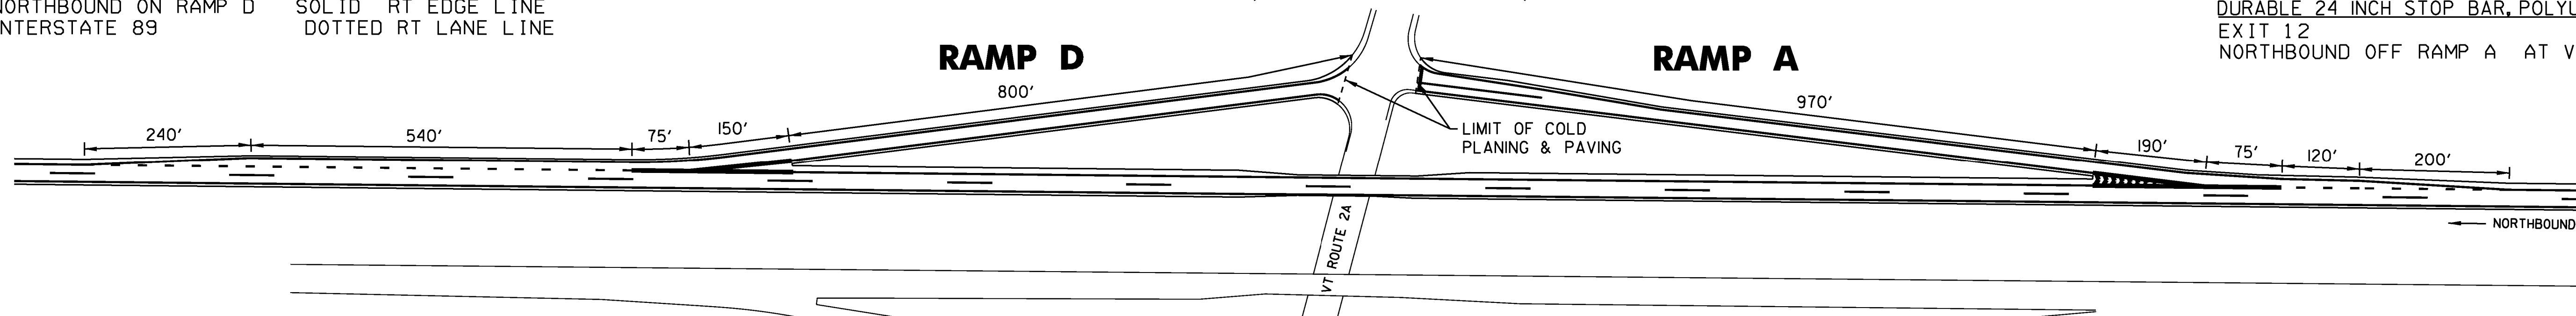 NORTHBOUND ON RAMP D SOLID RT EDGE LINE
INTERSTATE 89 DOTTED RT LANE LINE
DURABLE 24 INCH STOP BAR, POLYU
EXIT 12
NORTHBOUND OFF RAMP A AT V
RAMP D
RAMP A
800'
970'
240'
540'
75'
150'
LIMIT OF COLD
PLANING & PAVING
190'
75'
120'
200'
VT ROUTE 2A
NORTHBOUND